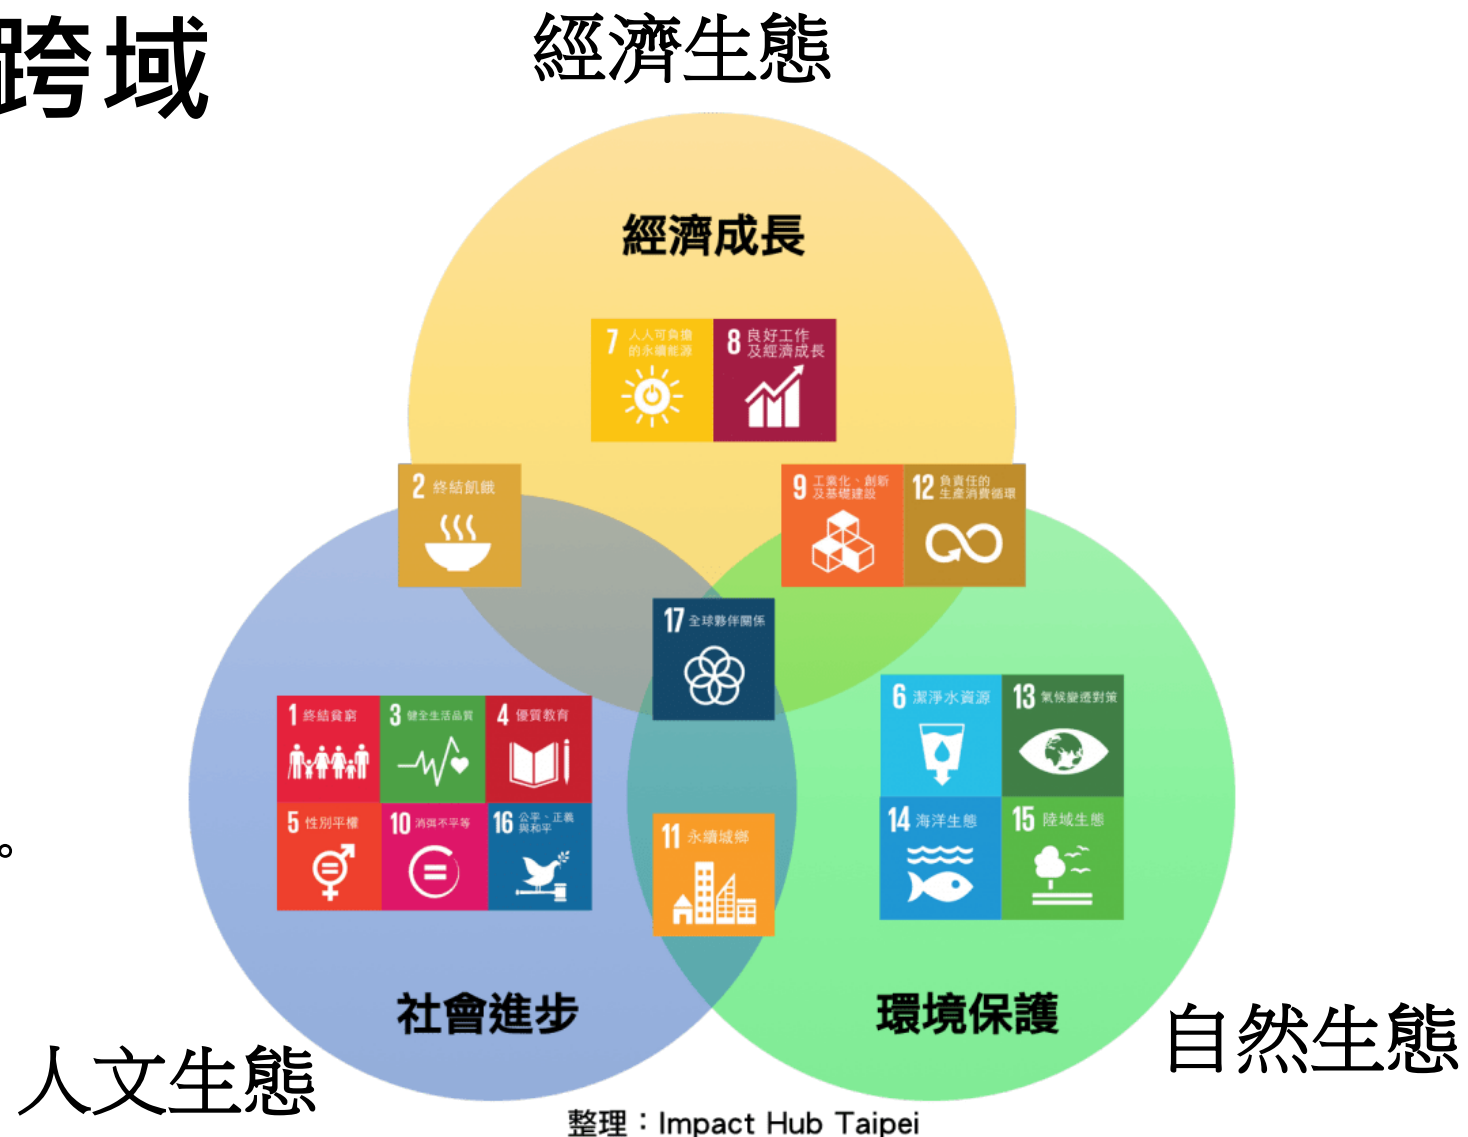 跨域
經濟生態
經濟成長
7 人人可負擔
的永續能源
8 良好工作
及經濟成長
2 終結飢餓
9 工業化、創新
及基礎建設
12 負責任的
生產消費循環
17 全球夥伴關係
1 終結貧窮
3 健全生活品質
4 優質教育
6 潔淨水資源
13 氣候變遷對策
5 性別平權
10 消弭不平等
16 公平、正義
與和平
11 永續城鄉
14 海洋生態
15 陸域生態
。
社會進步
環境保護
人文生態
自然生態
整理：Impact Hub Taipei